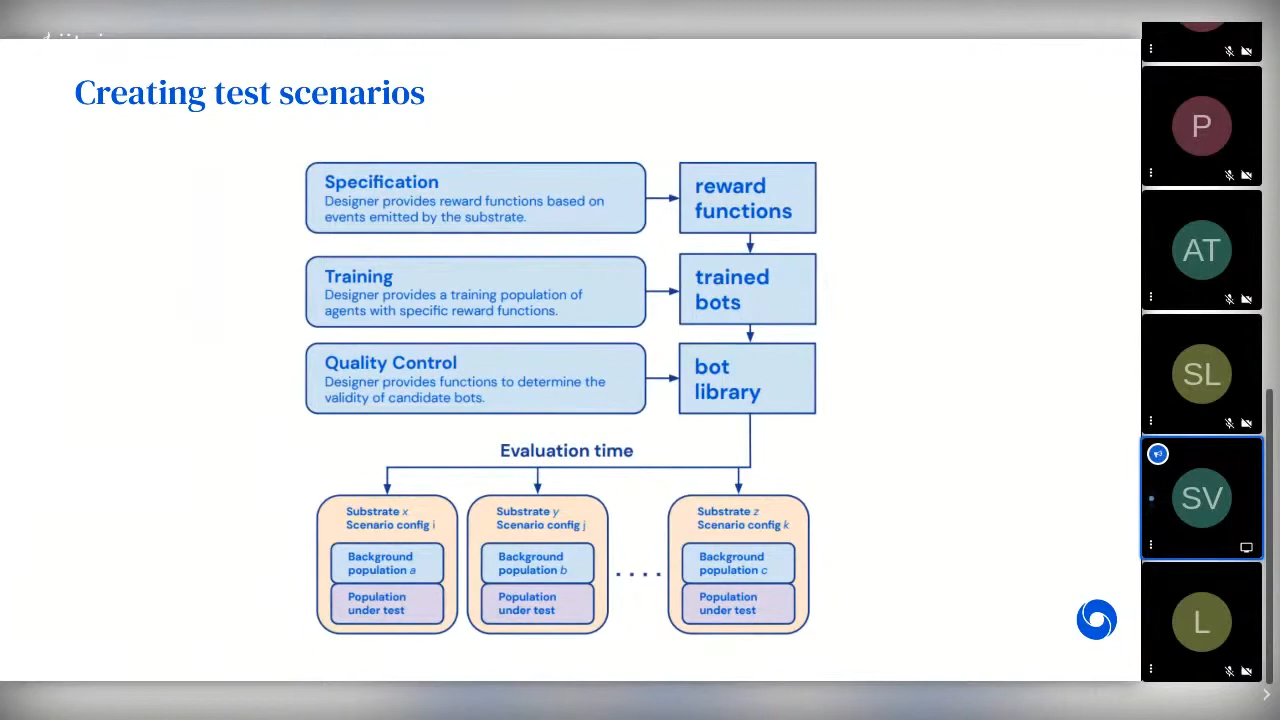 Creating test scenarios
Specification
Designer provides reward functions based on
events emitted by the substrate.
reward
functions
Training
Designer provides a training population of
agents with specific reward functions.
trained
bots
Quality Control
Designer provides functions to determine the
validity of candidate bots.
bot
library
Evaluation time
Substrate x
Scenario config i
Background
population a
Population
under test
Substrate y
Scenario config j
Background
population b
Population
under test
. . . .
Substrate z
Scenario config k
Background
population c
Population
under test
P
AT
SL
SV
L